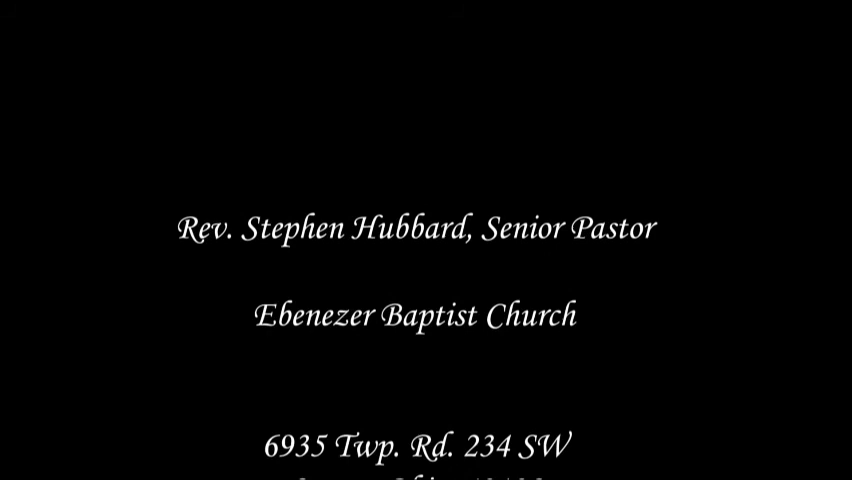 Rev. Stephen Hubbard, Senior Pastor
Ebenezer Baptist Church
6935 Twp. Rd. 234 SW